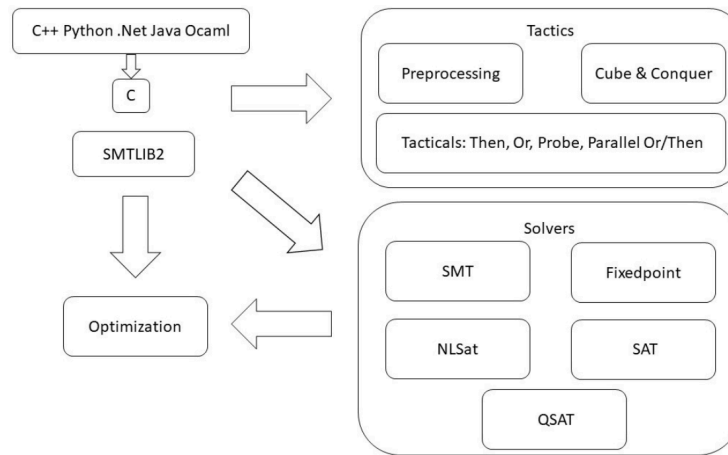 C++ Python .Net Java Ocaml
C
SMTLIB2
Optimization
Tactics
Preprocessing
Cube & Conquer
Tacticals: Then, Or, Probe, Parallel Or/Then
Solvers
SMT
Fixedpoint
NLSat
SAT
QSAT